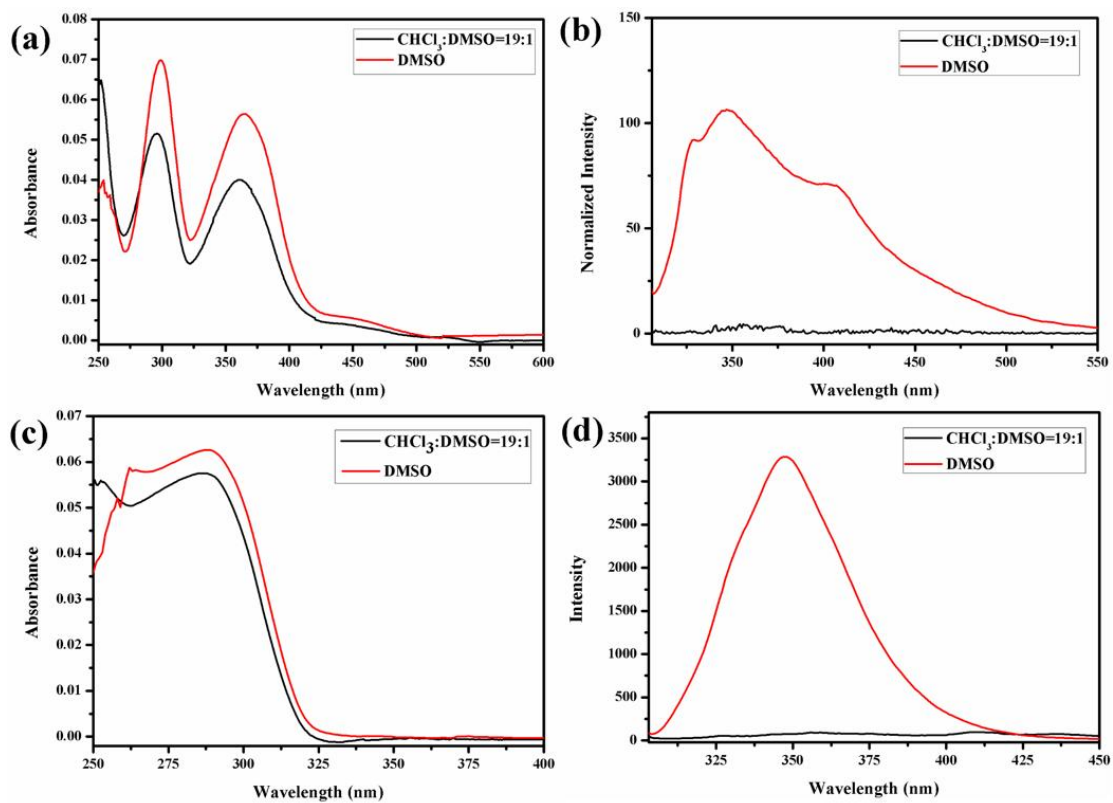 (a)
CHCl3:DMSO=19:1
DMSO
0.08
0.07
0.06
0.05
0.04
0.03
0.02
0.01
0.00
Absorbance
250 300 350 400 450 500 550 600
Wavelength (nm)
(b)
CHCl3:DMSO=19:1
DMSO
150
100
50
0
Normalized Intensity
350 400 450 500 550
Wavelength (nm)
(c)
CHCl3:DMSO=19:1
DMSO
0.07
0.06
0.05
0.04
0.03
0.02
0.01
0.00
Absorbance
250 275 300 325 350 375 400
Wavelength (nm)
(d)
CHCl3:DMSO=19:1
DMSO
3500
3000
2500
2000
1500
1000
500
0
Intensity
325 350 375 400 425 450
Wavelength (nm)